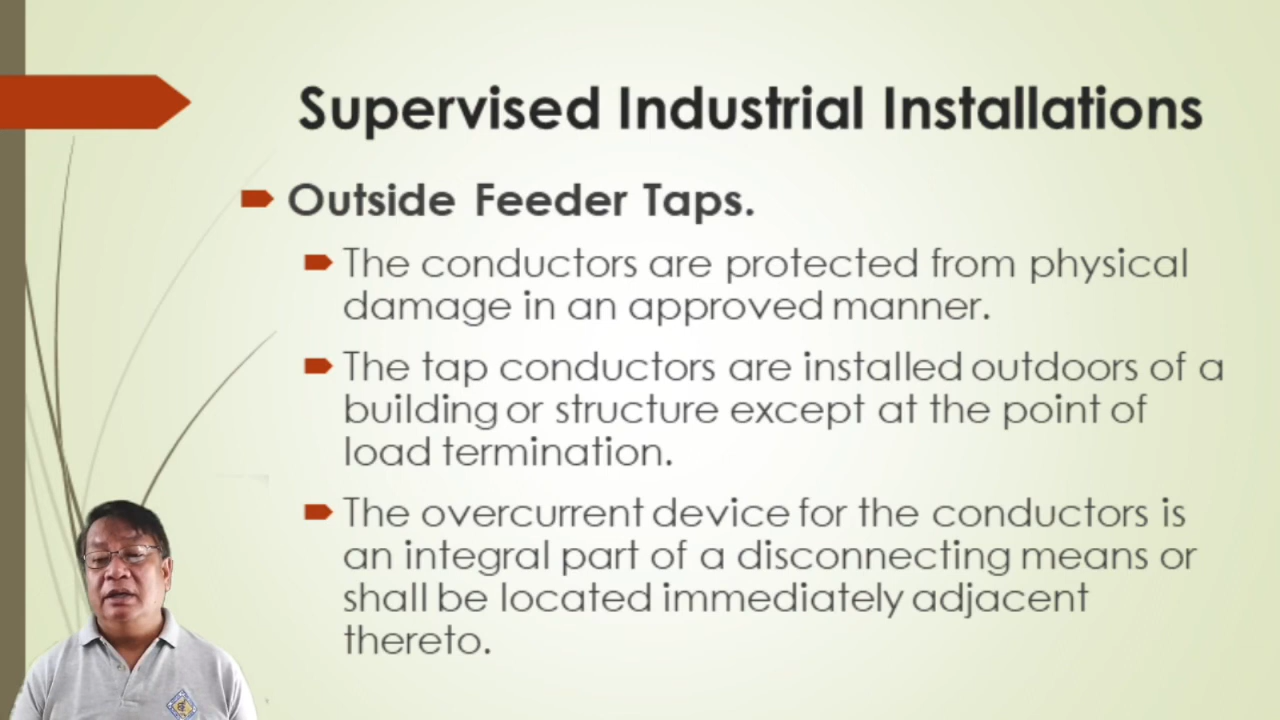 Supervised Industrial Installations
Outside Feeder Taps.
The conductors are protected from physical
damage in an approved manner.
The tap conductors are installed outdoors of a
building or structure except at the point of
load termination.
The overcurrent device for the conductors is
an integral part of a disconnecting means or
shall be located immediately adjacent
thereto.